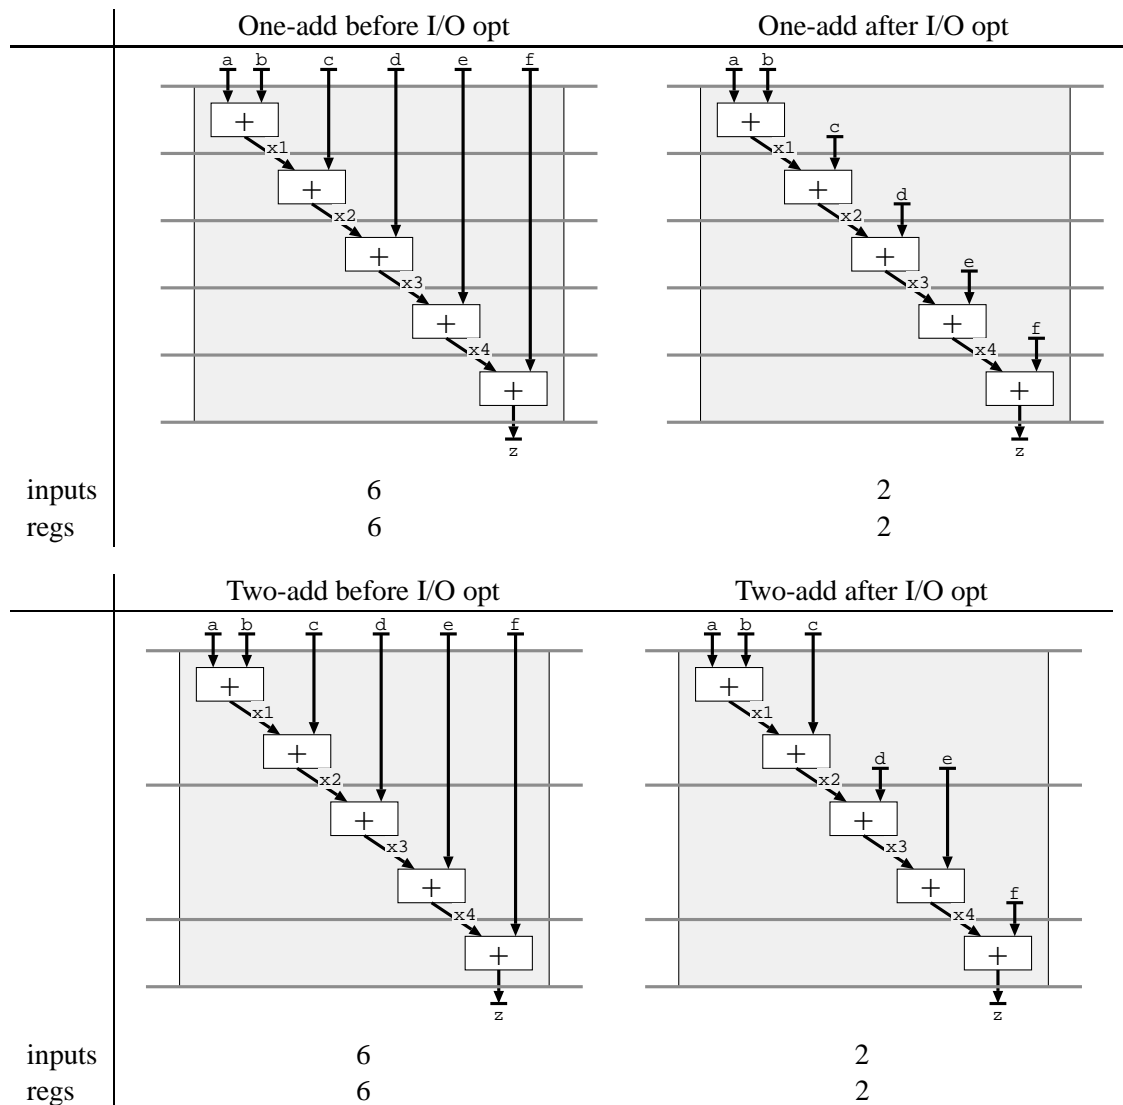 One-add before I/O opt One-add after I/O opt
a b c d e f a b
+ +
x1 c x1
+ +
x2 d x2
+ +
x3 e x3
+ +
x4 f x4
+ +
z z
inputs 6 2
regs 6 2
Two-add before I/O opt Two-add after I/O opt
a b c d e f a b c
+ +
x1 x1
+ +
x2 x2 d e
+ +
x3 x3
+ +
x4 x4 f
+ +
z z
inputs 6 2
regs 6 2